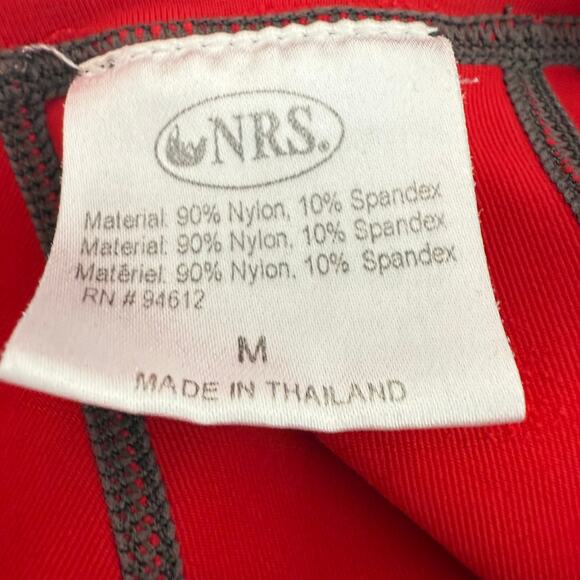 NRS.
Material: 90% Nylon, 10% Spandex
Material: 90% Nylon, 10% Spandex
Matériel: 90% Nylon, 10% Spandex
RN # 94612
M
MADE IN THAILAND